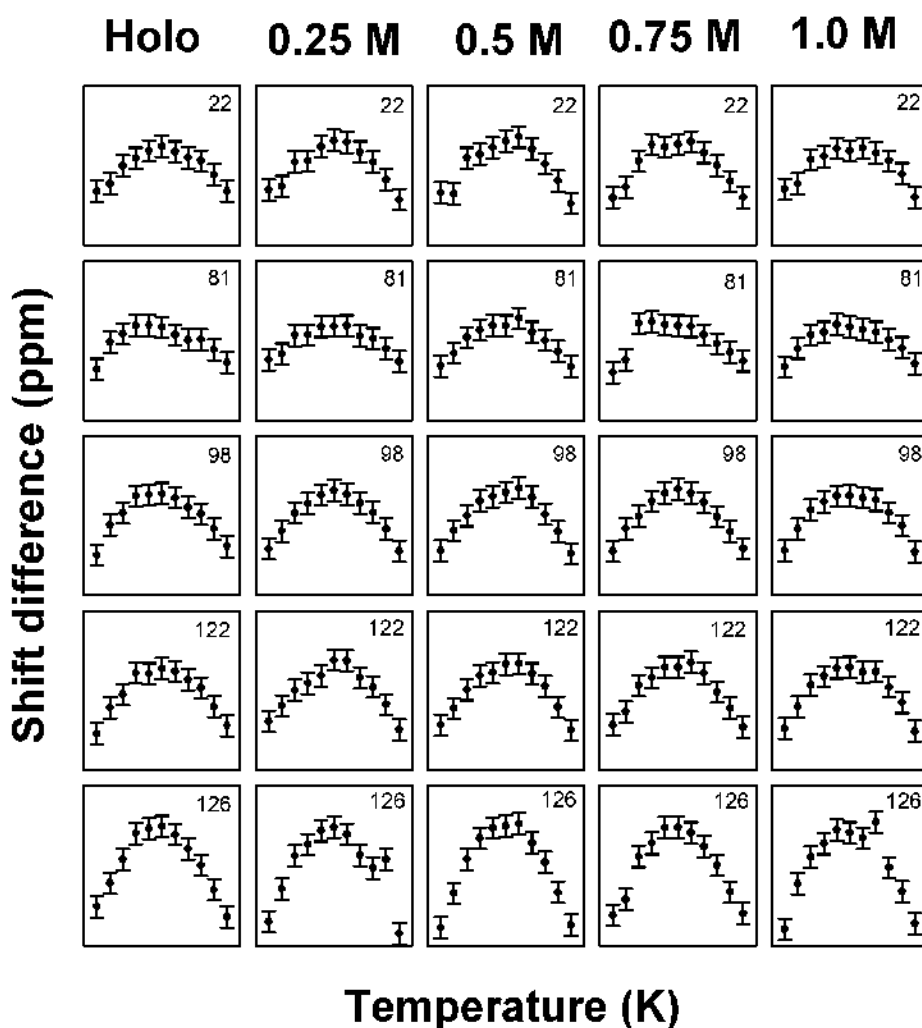 Holo 0.25 M 0.5 M 0.75 M 1.0 M
22 22 22 22 22
81 81 81 81 81
98 98 98 98 98
122 122 122 122 122
126 126 126 126 126
Shift difference (ppm)
Temperature (K)